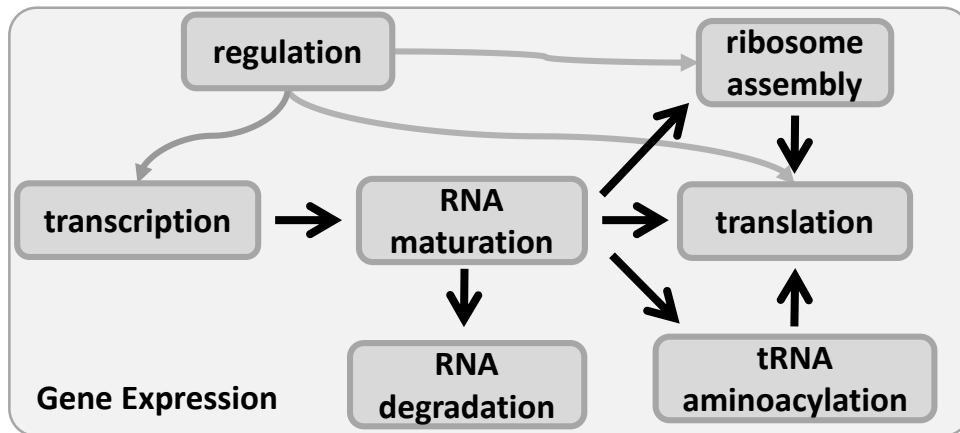 regulation
ribosome
assembly
transcription
RNA
maturation
translation
RNA
degradation
tRNA
aminoacylation
Gene Expression